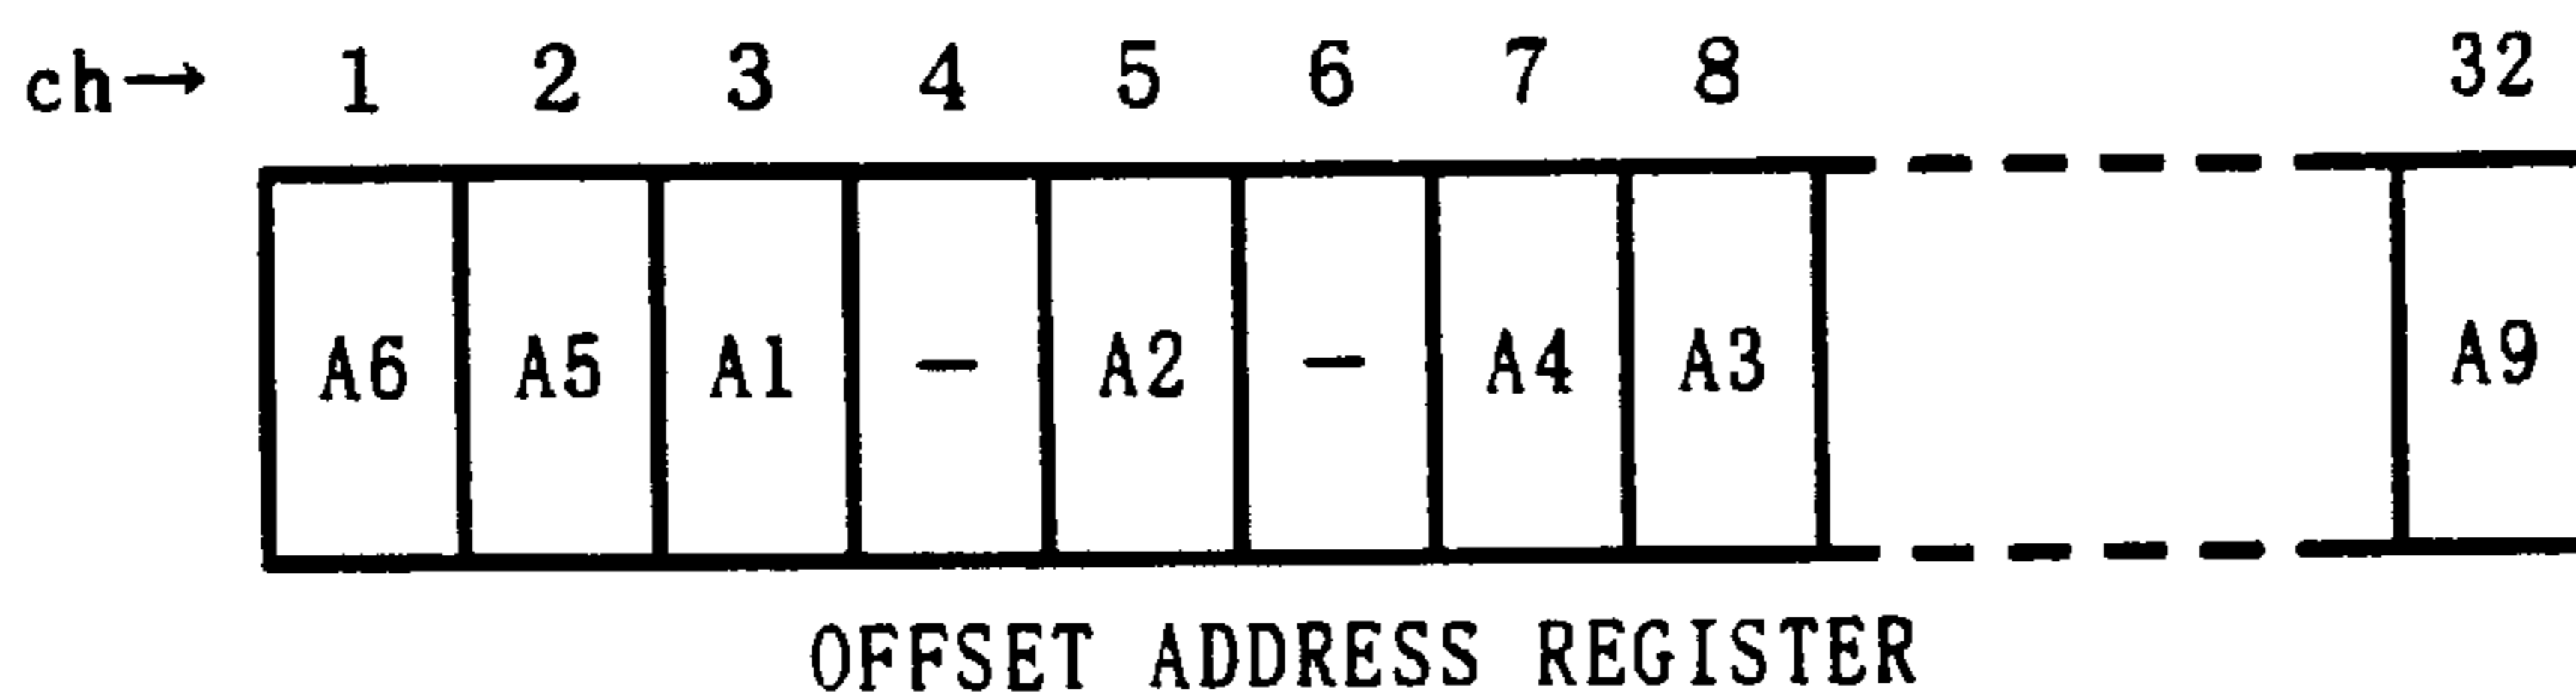 ch→ 1 2 3 4 5 6 7 8 32
A6 A5 A1 – A2 – A4 A3 A9
OFFSET ADDRESS REGISTER